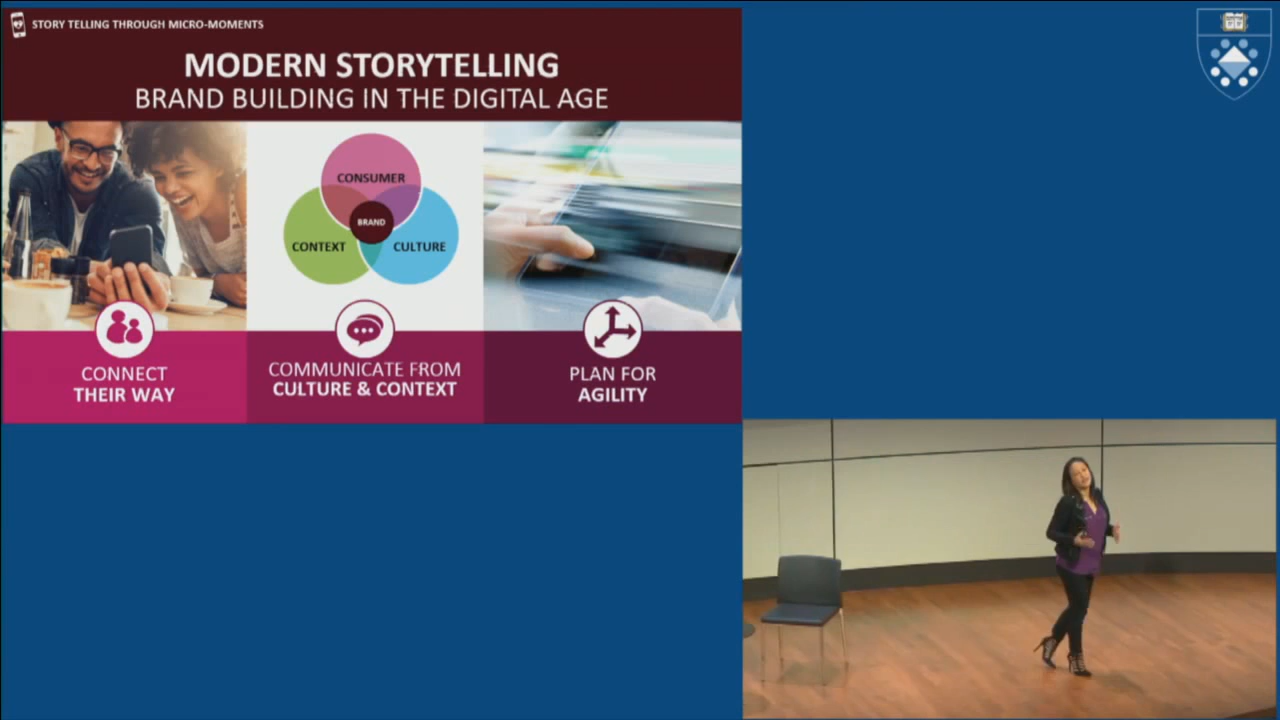 STORY TELLING THROUGH MICRO-MOMENTS
MODERN STORYTELLING
BRAND BUILDING IN THE DIGITAL AGE
CONSUMER
BRAND
CONTEXT
CULTURE
CONNECT
THEIR WAY
COMMUNICATE FROM
CULTURE & CONTEXT
PLAN FOR
AGILITY